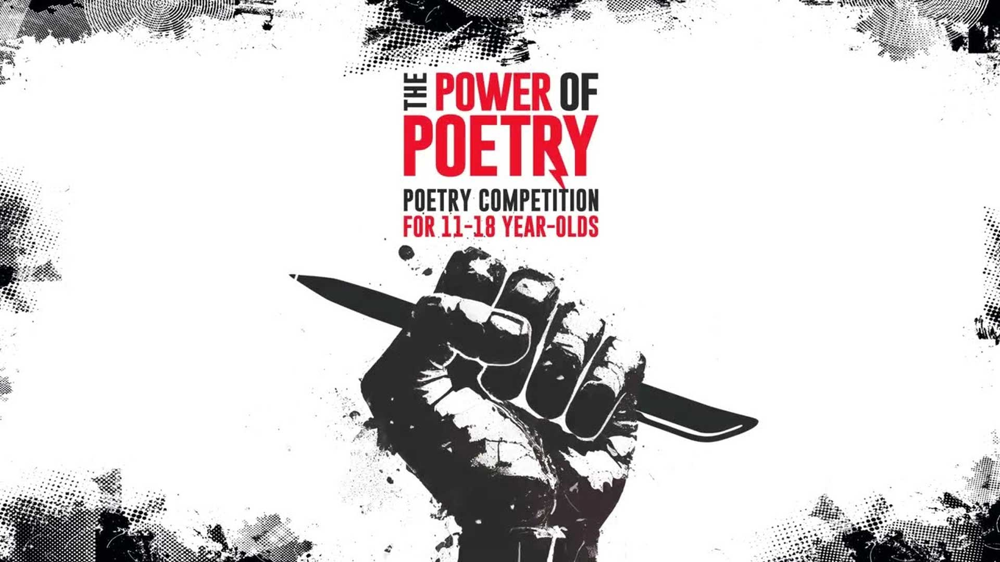 THE POWER OF
POETRY
POETRY COMPETITION
FOR 11-18 YEAR-OLDS